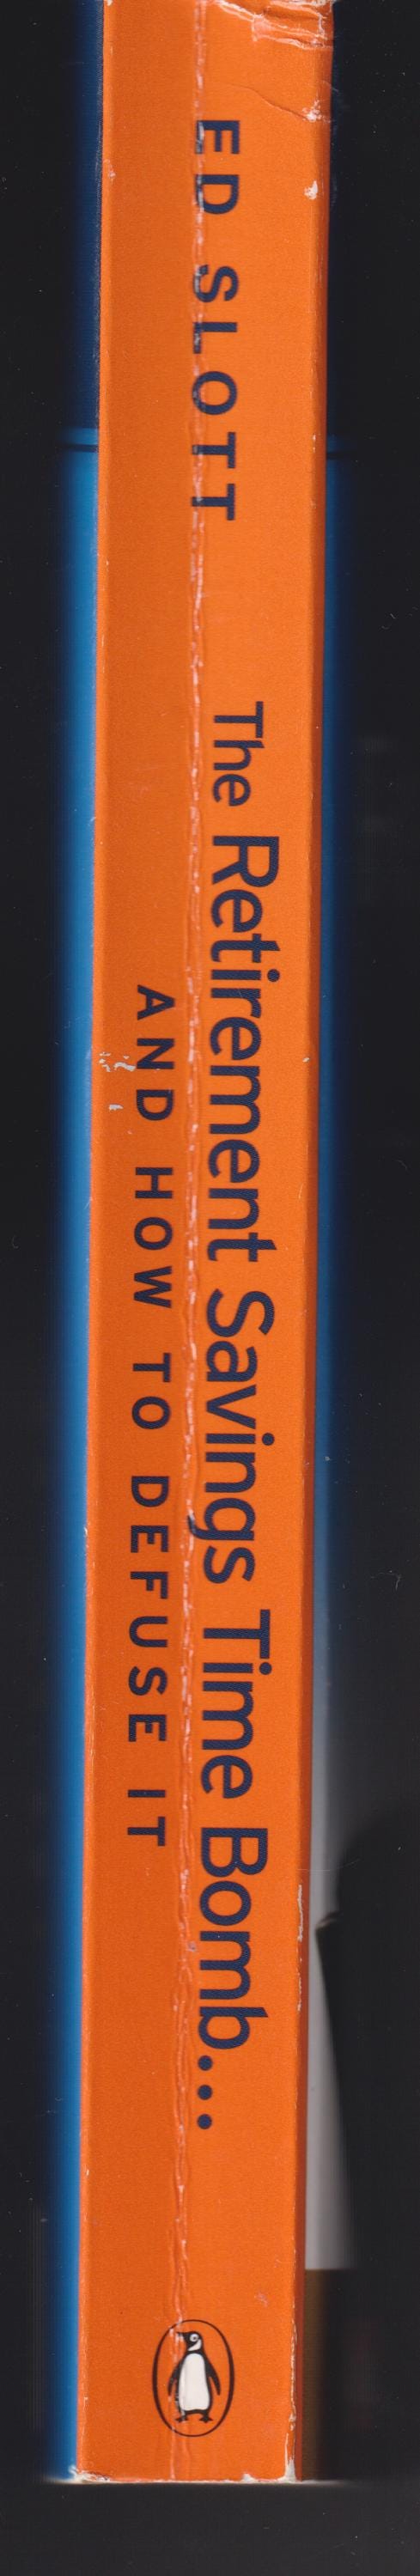 ED SLOTT
The Retirement Savings Time Bomb...
AND HOW TO DEFUSE IT